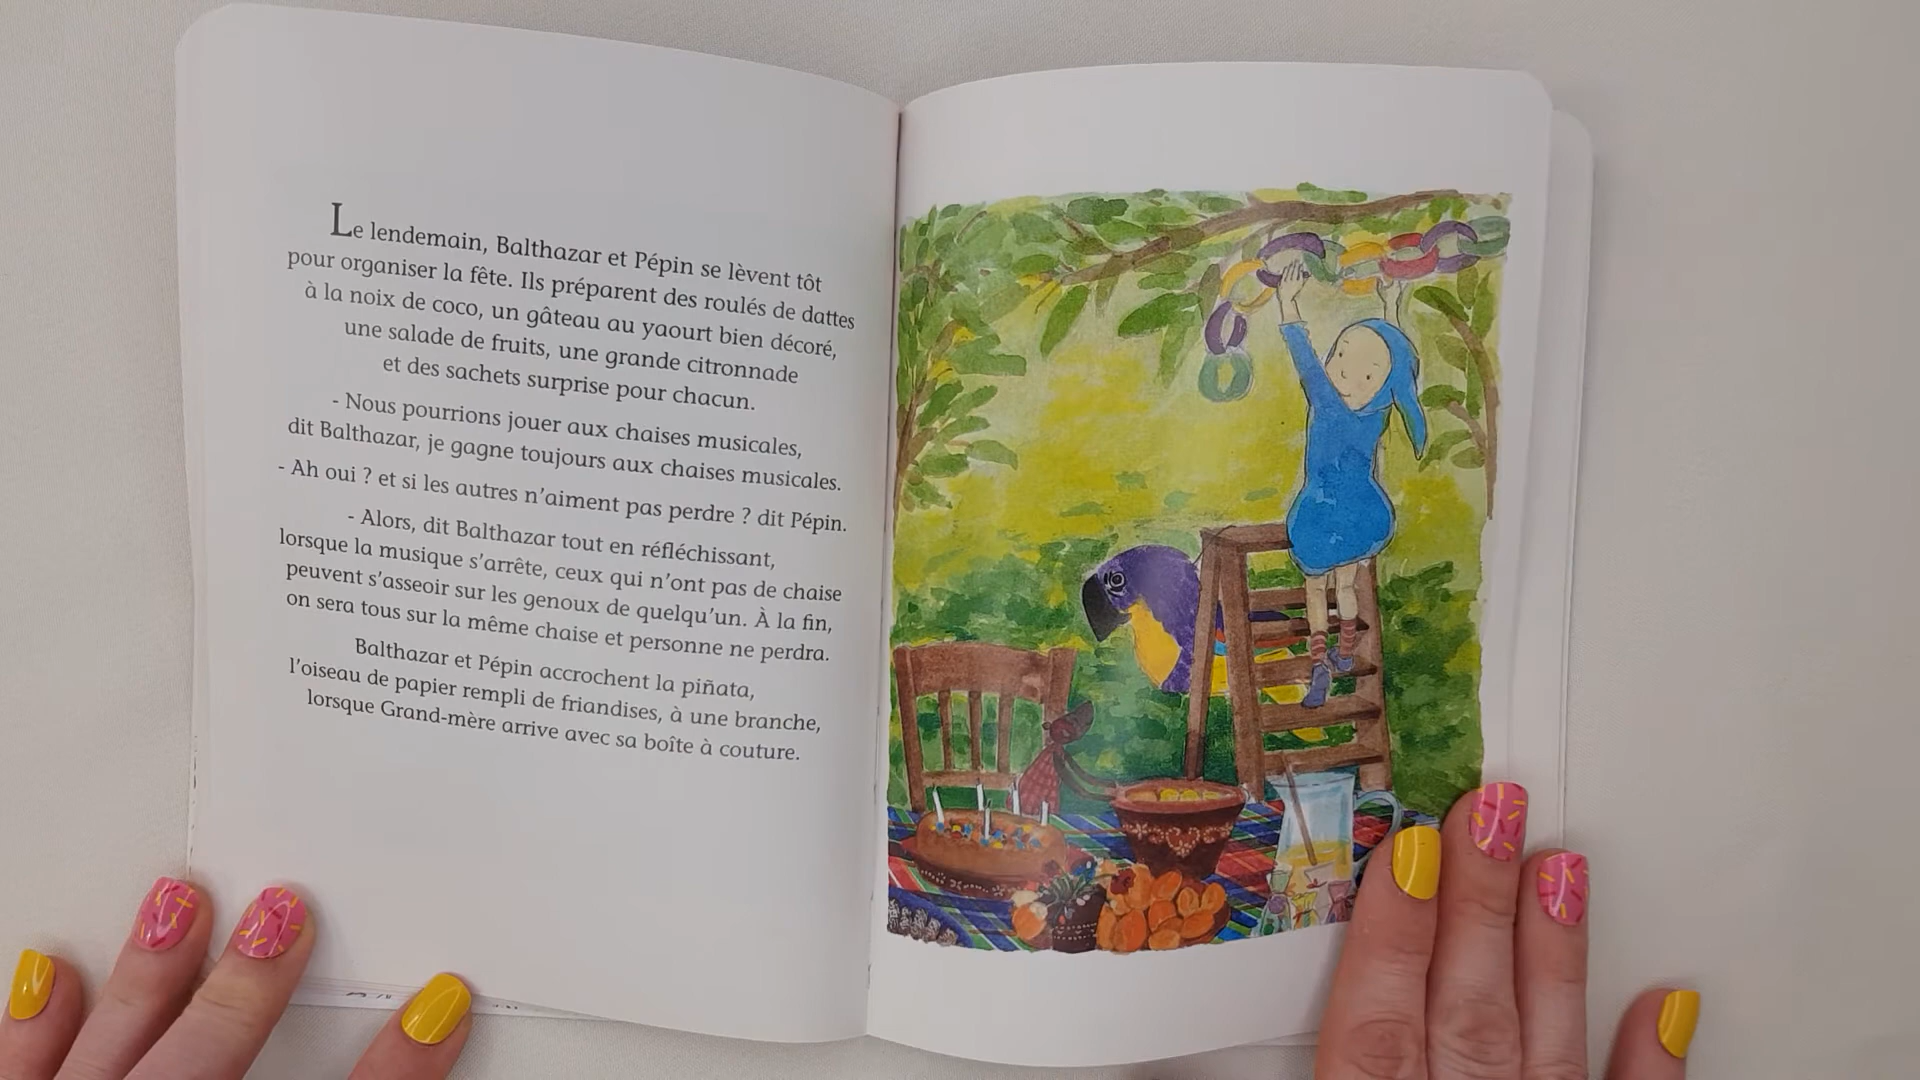 Le lendemain, Balthazar et Pépin se lèvent tôt
pour organiser la fête. Ils préparent des roulés de dattes
à la noix de coco, un gâteau au yaourt bien décoré,
une salade de fruits, une grande citronnade
et des sachets surprise pour chacun.
- Nous pourrions jouer aux chaises musicales,
dit Balthazar, je gagne toujours aux chaises musicales.
- Ah oui ? et si les autres n’aiment pas perdre ? dit Pépin.
- Alors, dit Balthazar tout en réfléchissant,
lorsque la musique s’arrête, ceux qui n’ont pas de chaise
peuvent s’asseoir sur les genoux de quelqu’un. À la fin,
on sera tous sur la même chaise et personne ne perdra.
Balthazar et Pépin accrochent la piñata,
l’oiseau de papier rempli de friandises, à une branche,
lorsque Grand-mère arrive avec sa boîte à couture.